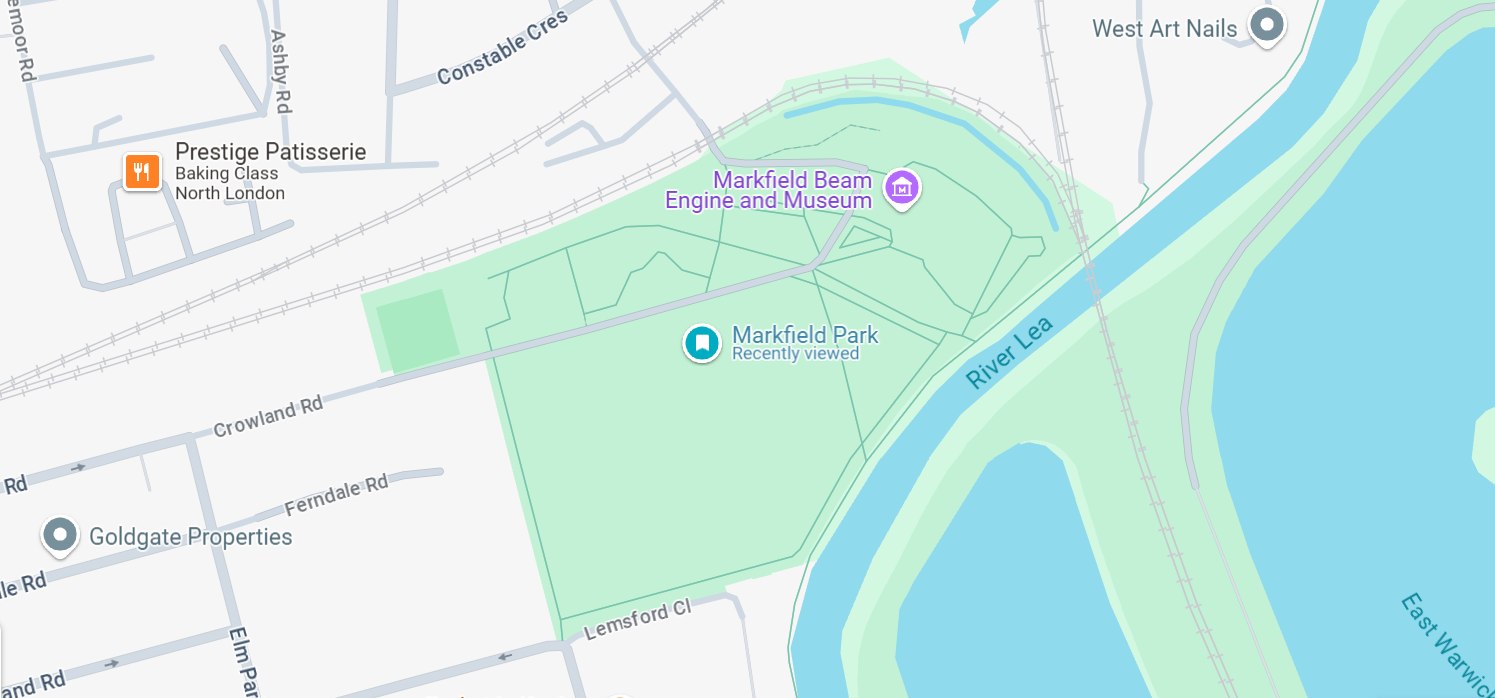 emoor Rd
Ashby Rd
Constable Cres
West Art Nails
Prestige Patisserie
Baking Class
North London
Markfield Beam
Engine and Museum
Markfield Park
Recently viewed
River Lea
Crowland Rd
Rd
Ferndale Rd
Goldgate Properties
le Rd
Lemsford Cl
Elm Par
and Rd
East Warwick